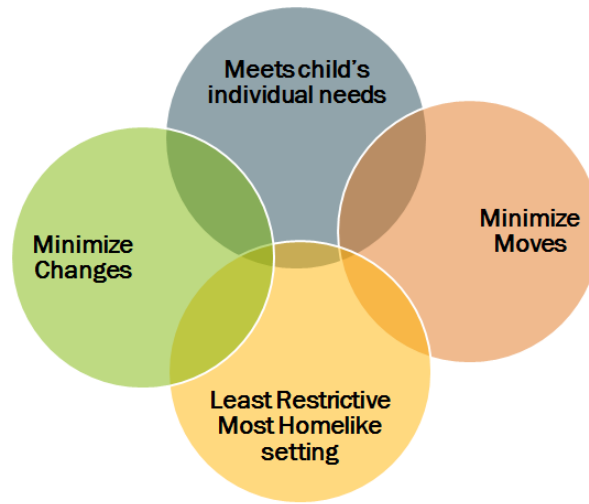 Meets child's
individual needs
Minimize
Changes
Minimize
Moves
Least Restrictive
Most Homelike
setting